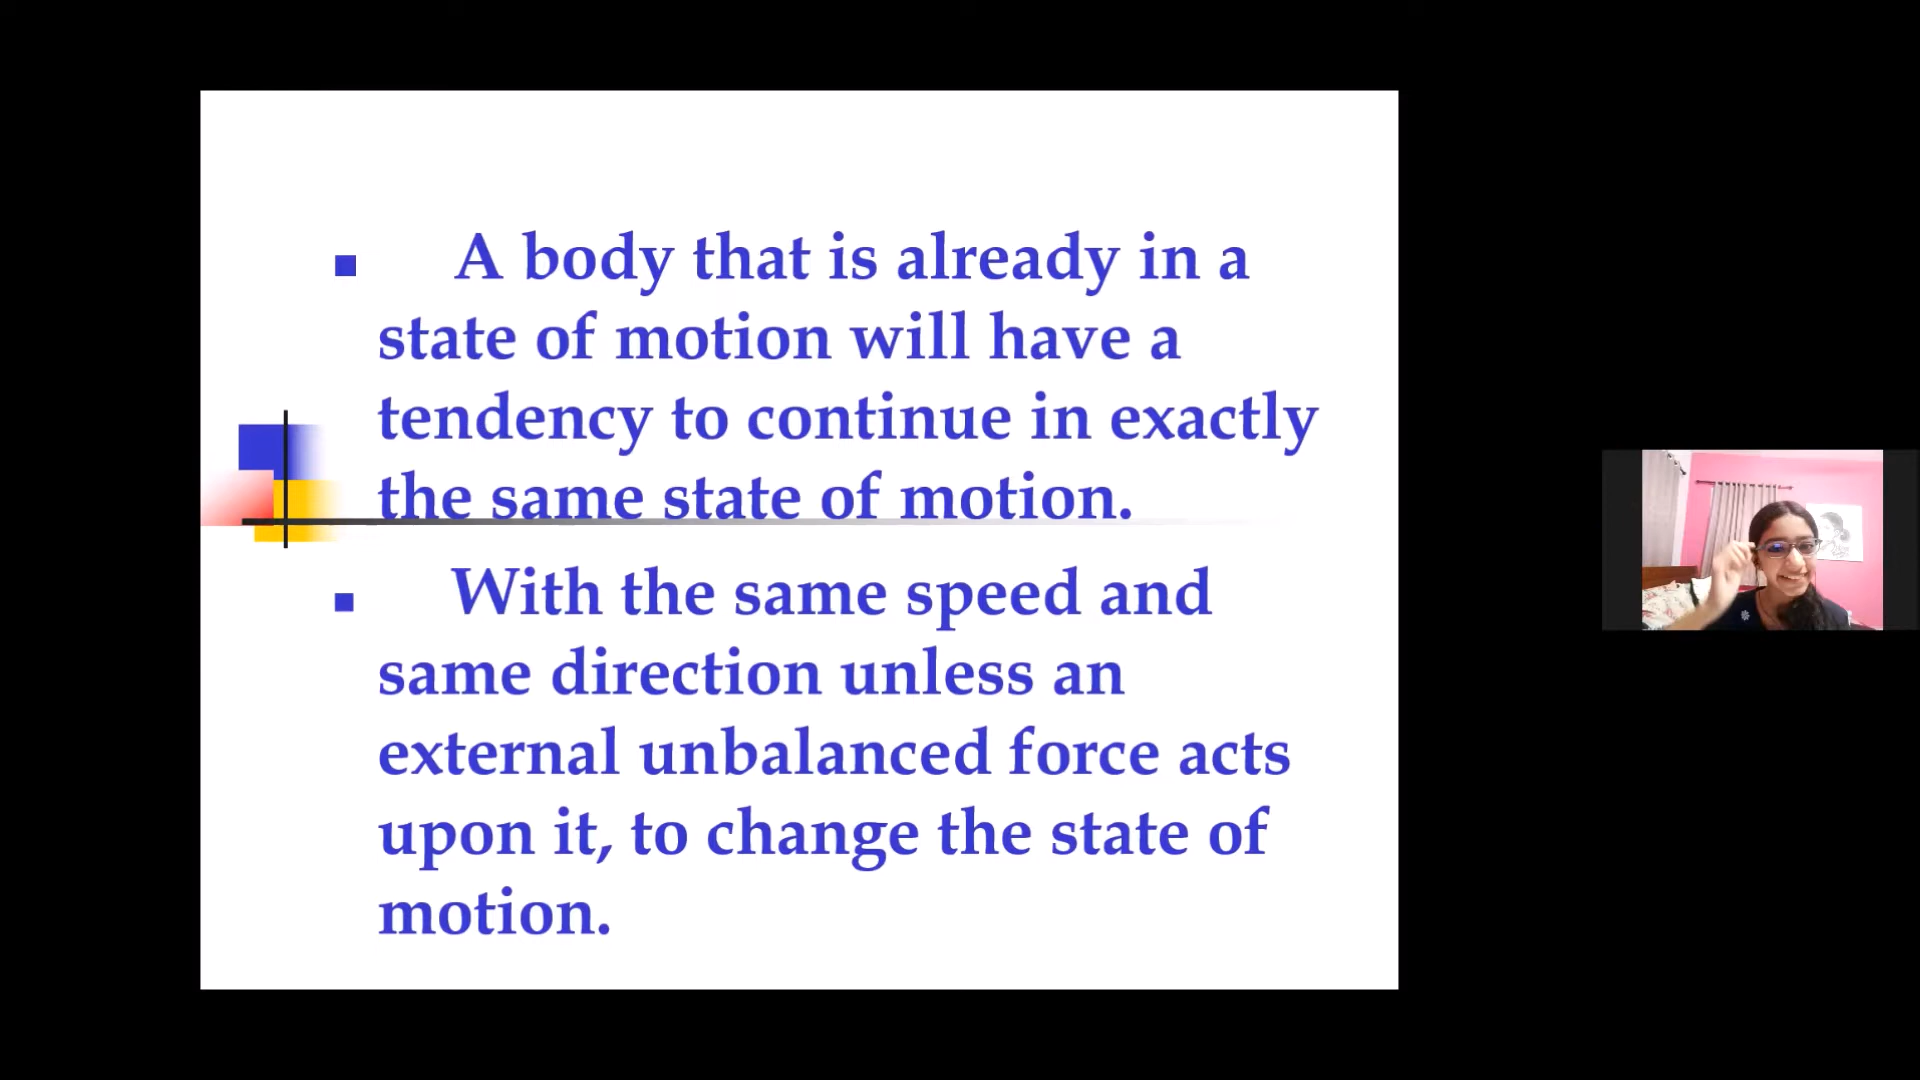 A body that is already in a
state of motion will have a
tendency to continue in exactly
the same state of motion.
With the same speed and
same direction unless an
external unbalanced force acts
upon it, to change the state of
motion.